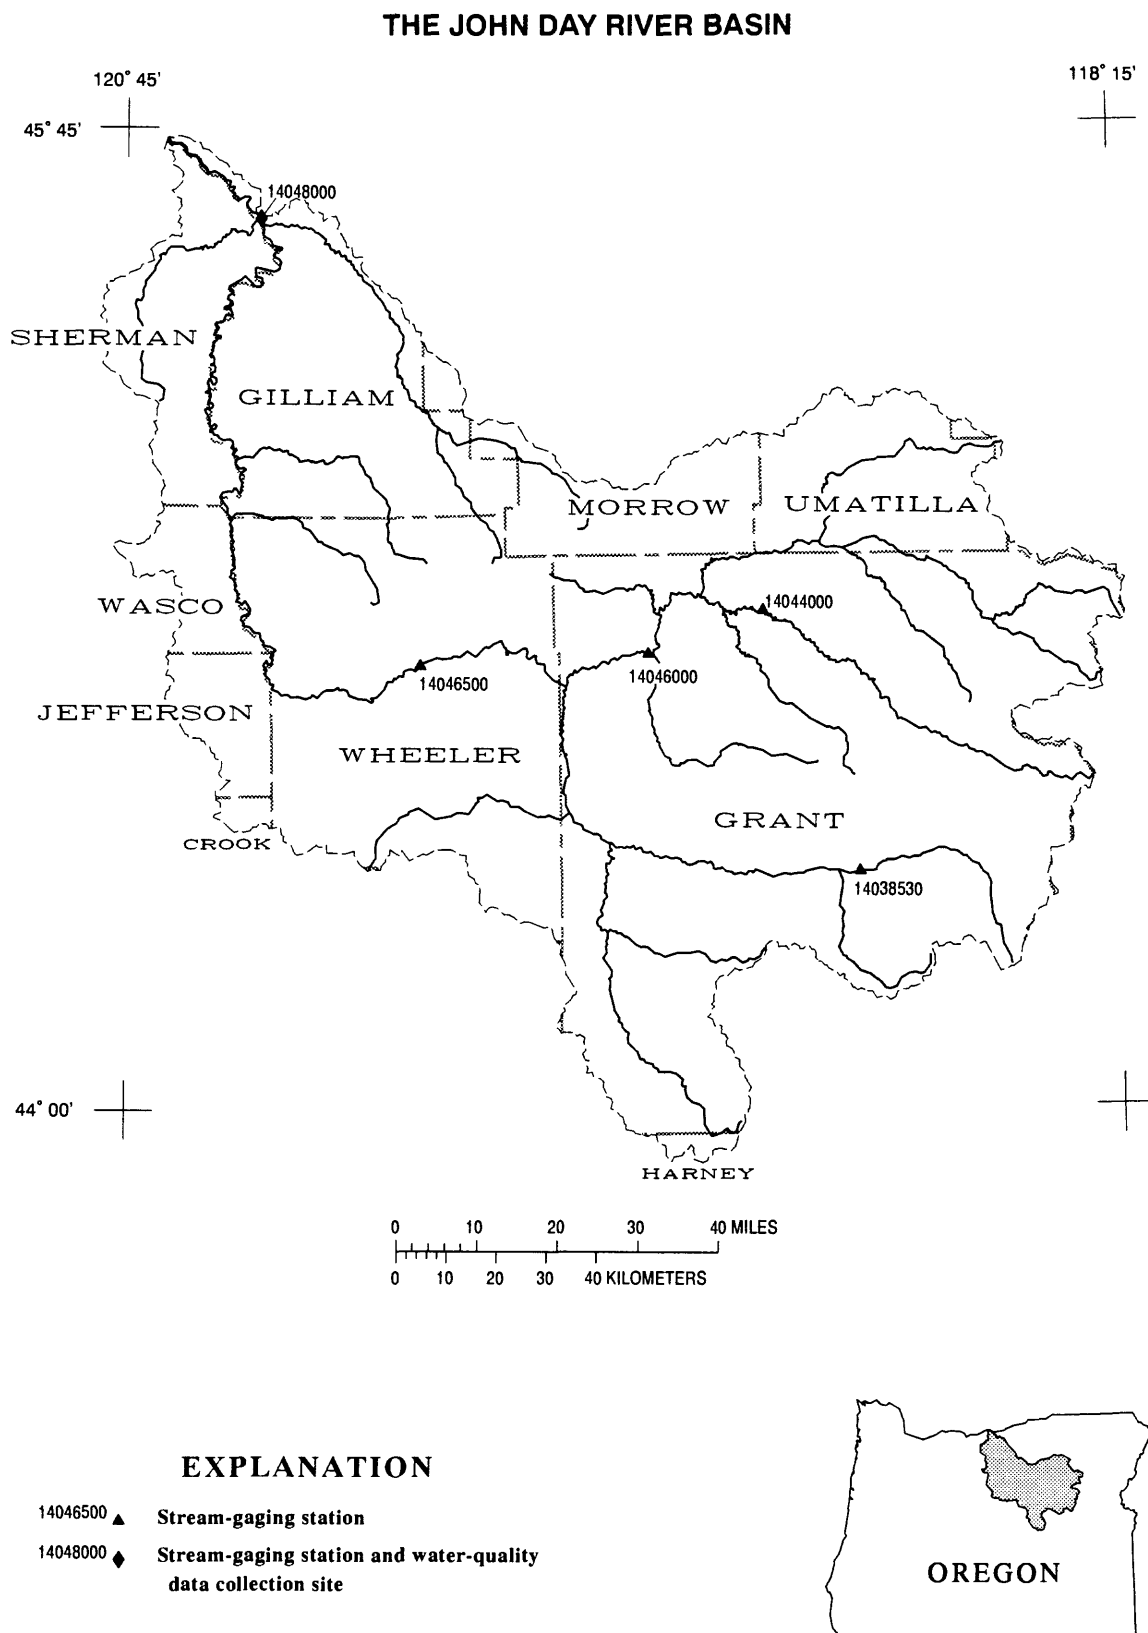 THE JOHN DAY RIVER BASIN
120° 45'
118° 15'
45° 45'
14048000
SHERMAN
GILLIAM
MORROW
UMATILLA
WASCO
14044000
14046500
14046000
JEFFERSON
WHEELER
GRANT
CROOK
14038530
44° 00'
HARNEY
0 10 20 30 40 MILES
0 10 20 30 40 KILOMETERS
EXPLANATION
14046500 Stream-gaging station
14048000 Stream-gaging station and water-quality
data collection site
OREGON